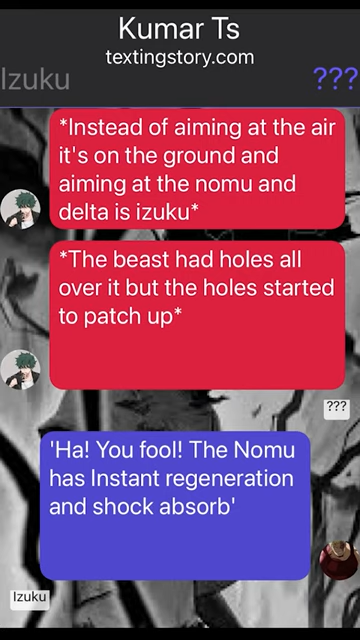 Kumar Ts
textingstory.com
Izuku
???
*Instead of aiming at the air
it's on the ground and
aiming at the nomu and
delta is izuku*
*The beast had holes all
over it but the holes started
to patch up*
???
'Ha! You fool! The Nomu
has Instant regeneration
and shock absorb'
Izuku